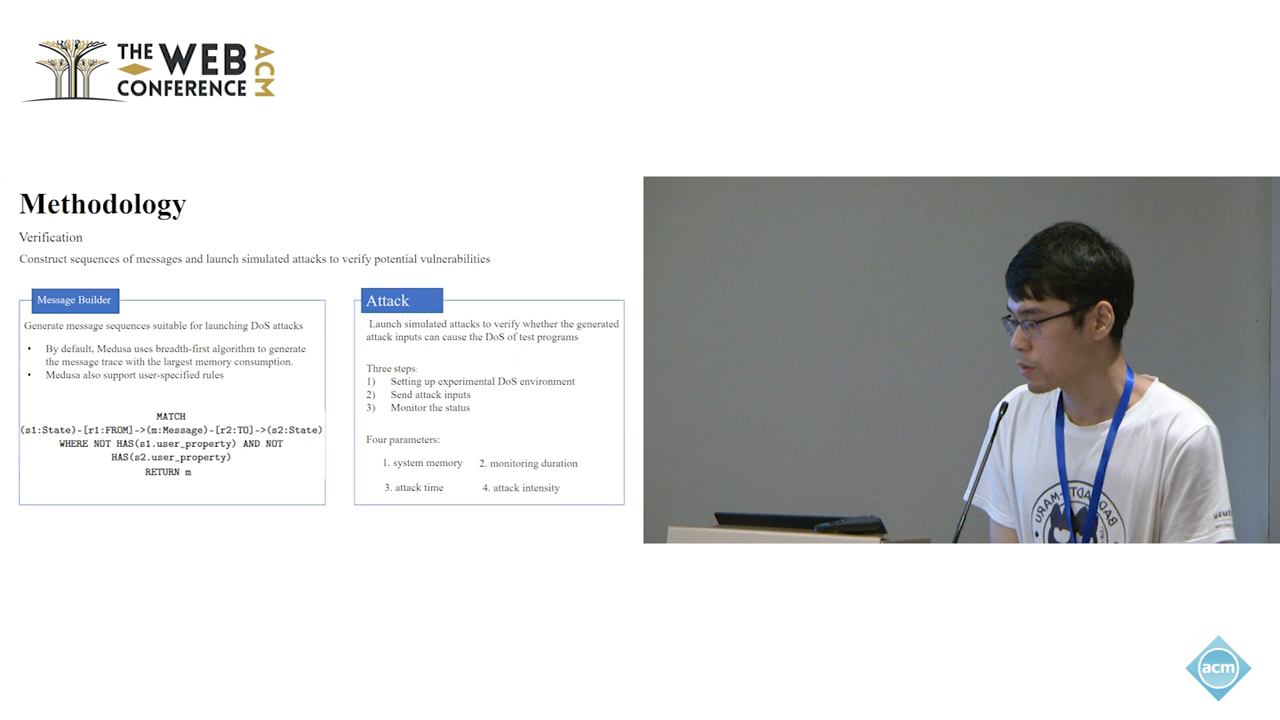 THE WEB
CONFERENCE
ACM
Methodology
Verification
Construct sequences of messages and launch simulated attacks to verify potential vulnerabilities
Message Builder
Generate message sequences suitable for launching DoS attacks
• By default, Medusa uses breadth-first algorithm to generate
the message trace with the largest memory consumption.
• Medusa also support user-specified rules
MATCH
(s1:State)-[r1:FROM]->(m:Message)-[r2:TO]->(s2:State)
WHERE NOT HAS(s1.user_property) AND NOT
HAS(s2.user_property)
RETURN m
Attack
Launch simulated attacks to verify whether the generated
attack inputs can cause the DoS of test programs
Three steps:
1) Setting up experimental DoS environment
2) Send attack inputs
3) Monitor the status
Four parameters:
1. system memory 2. monitoring duration
3. attack time 4. attack intensity
BAD BADTZ-MARU
acm